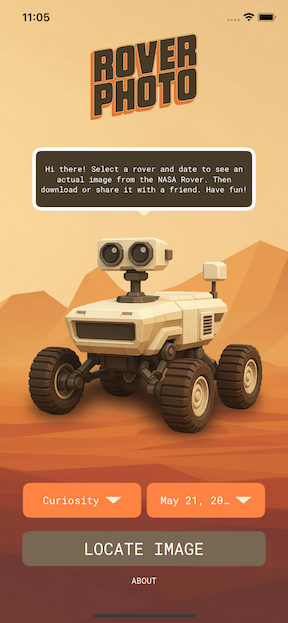 11:05
ROVER
PHOTO
Hi there! Select a rover and date to see an
actual image from the NASA Rover. Then
download or share it with a friend. Have fun!
Curiosity
May 21, 20…
LOCATE IMAGE
ABOUT